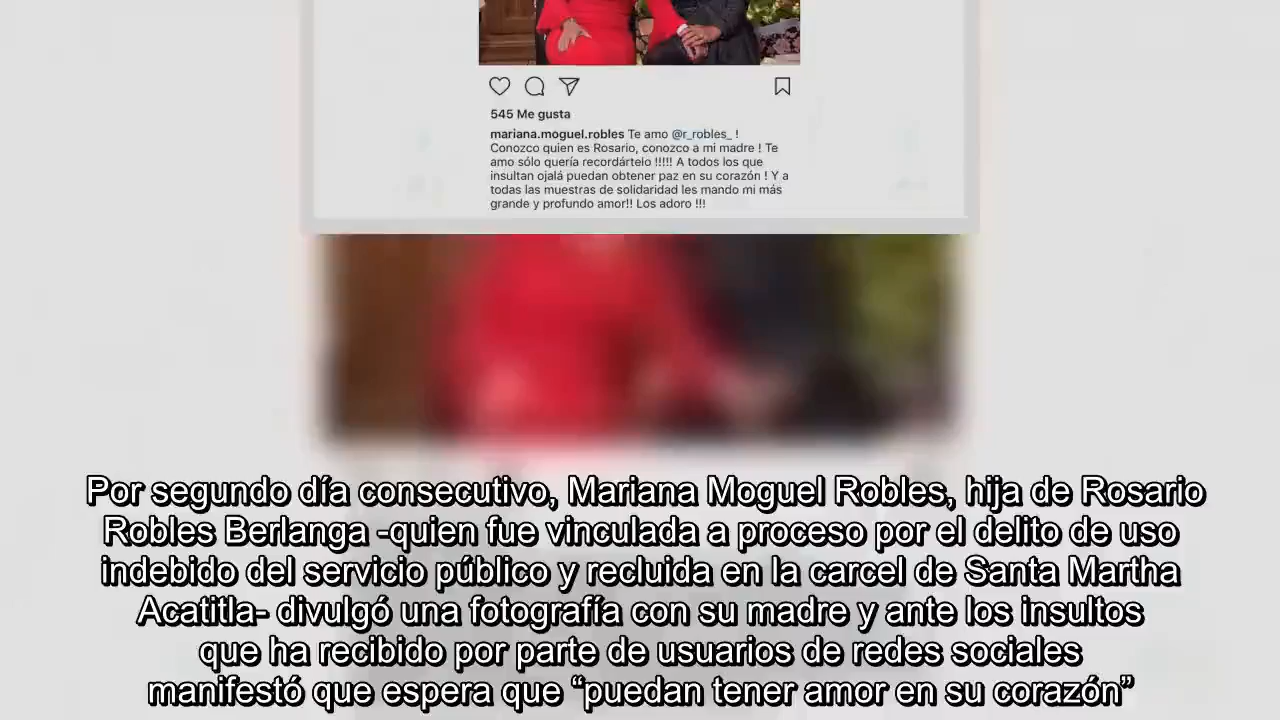 545 Me gusta
mariana.moguel.robles Te amo @r_robles_ !
Conozco quien es Rosario, conozco a mi madre ! Te
amo sólo quería recordártelo !!!!! A todos los que
insultan ojalá puedan obtener paz en su corazón ! Y a
todas las muestras de solidaridad les mando mi más
grande y profundo amor!! Los adoro !!!
Por segundo día consecutivo, Mariana Moguel Robles, hija de Rosario
Robles Berlanga -quien fue vinculada a proceso por el delito de uso
indebido del servicio público y recluida en la carcel de Santa Martha
Acatitla- divulgó una fotografía con su madre y ante los insultos
que ha recibido por parte de usuarios de redes sociales
manifestó que espera que “puedan tener amor en su corazón”